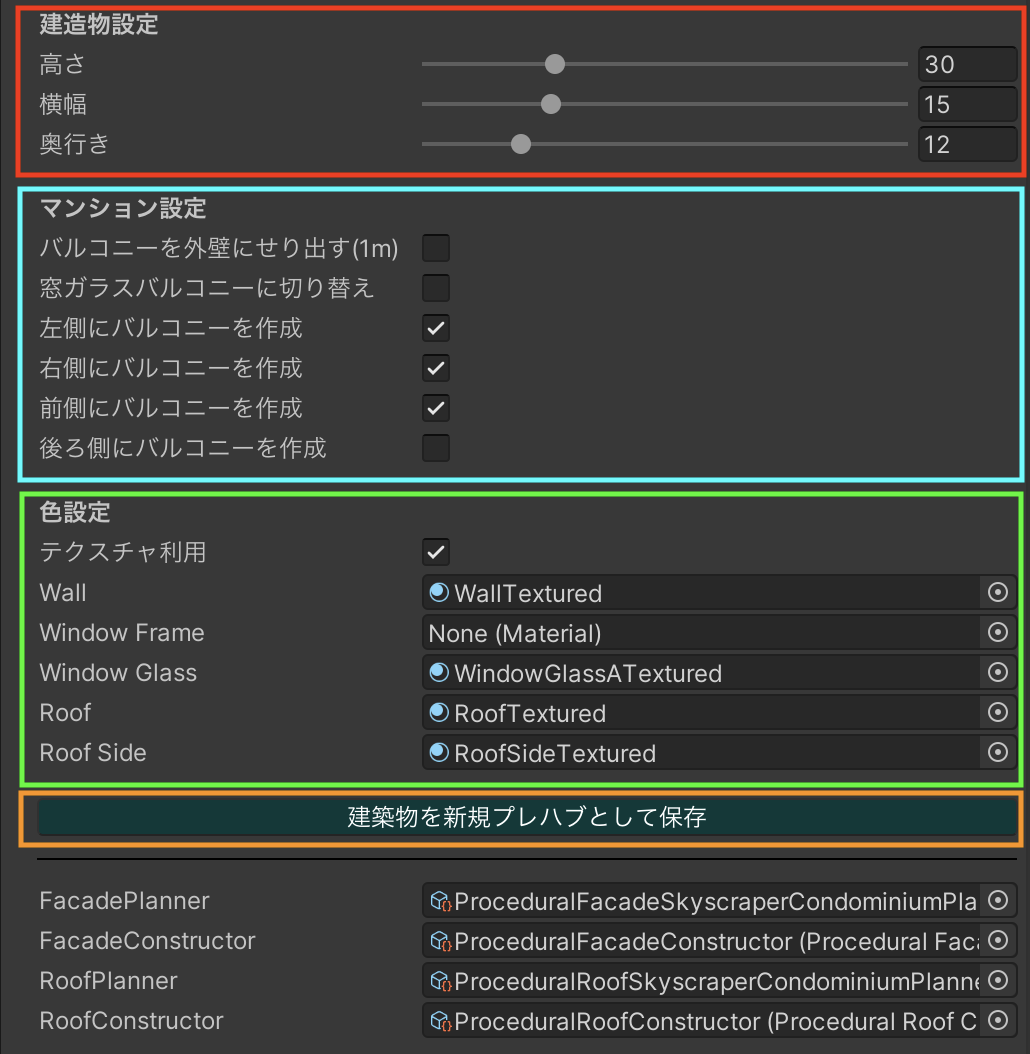 建造物設定
高さ 30
横幅 15
奥行き 12
マンション設定
バルコニーを外壁にせり出す(1m)
窓ガラスバルコニーに切り替え
左側にバルコニーを作成
右側にバルコニーを作成
前側にバルコニーを作成
後ろ側にバルコニーを作成
色設定
テクスチャ利用
Wall WallTextured
Window Frame None (Material)
Window Glass WindowGlassATextured
Roof RoofTextured
Roof Side RoofSideTextured
建築物を新規プレハブとして保存
FacadePlanner ProceduralFacadeSkyscraperCondominiumPla
FacadeConstructor ProceduralFacadeConstructor (Procedural Faca
RoofPlanner ProceduralRoofSkyscraperCondominiumPlanne
RoofConstructor ProceduralRoofConstructor (Procedural Roof C